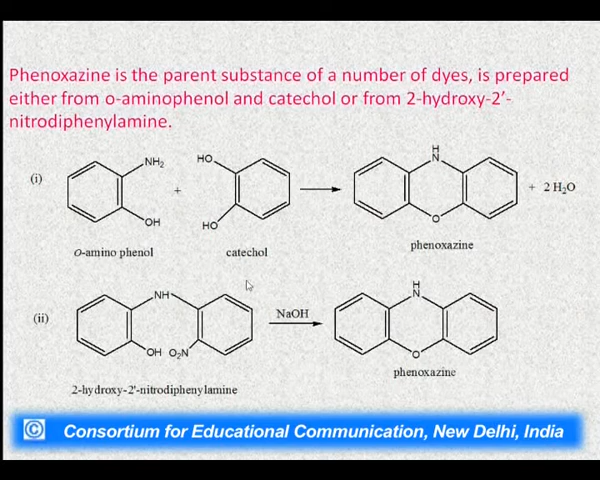 Phenoxazine is the parent substance of a number of dyes, is prepared
either from o-aminophenol and catechol or from 2-hydroxy-2'-
nitrodiphenylamine.
(i)
NH2
OH
+
HO
HO
H
N
O
+ 2 H2O
O-amino phenol
catechol
phenoxazine
(ii)
NH
OH O2N
NaOH
H
N
O
phenoxazine
2-hydroxy-2'-nitrodiphenylamine
© Consortium for Educational Communication, New Delhi, India